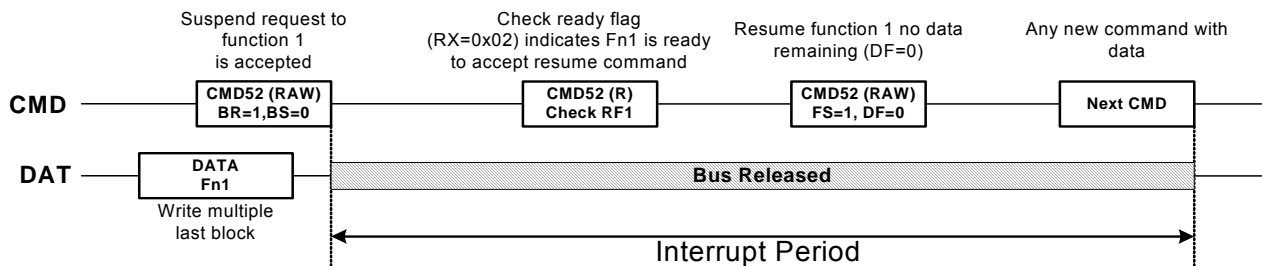 Suspend request to
function 1
is accepted
Check ready flag
(RX=0x02) indicates Fn1 is ready
to accept resume command
Resume function 1 no data
remaining (DF=0)
Any new command with
data
CMD
CMD52 (RAW)
BR=1,BS=0
CMD52 (R)
Check RF1
CMD52 (RAW)
FS=1, DF=0
Next CMD
DAT
DATA
Fn1
Bus Released
Write multiple
last block
Interrupt Period